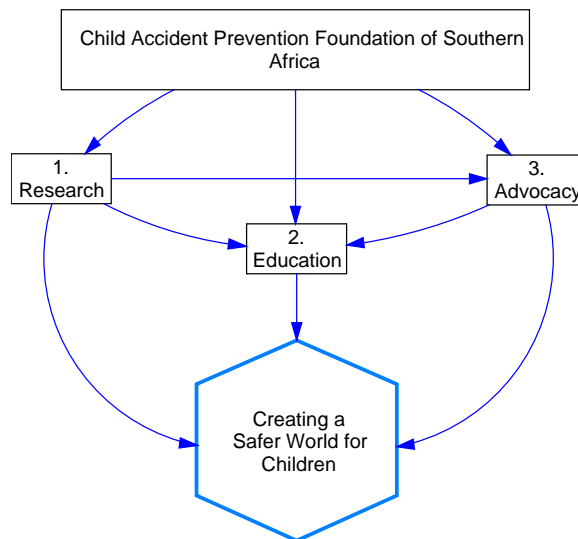 Child Accident Prevention Foundation of Southern
Africa
1.
Research
3.
Advocacy
2.
Education
Creating a
Safer World for
Children